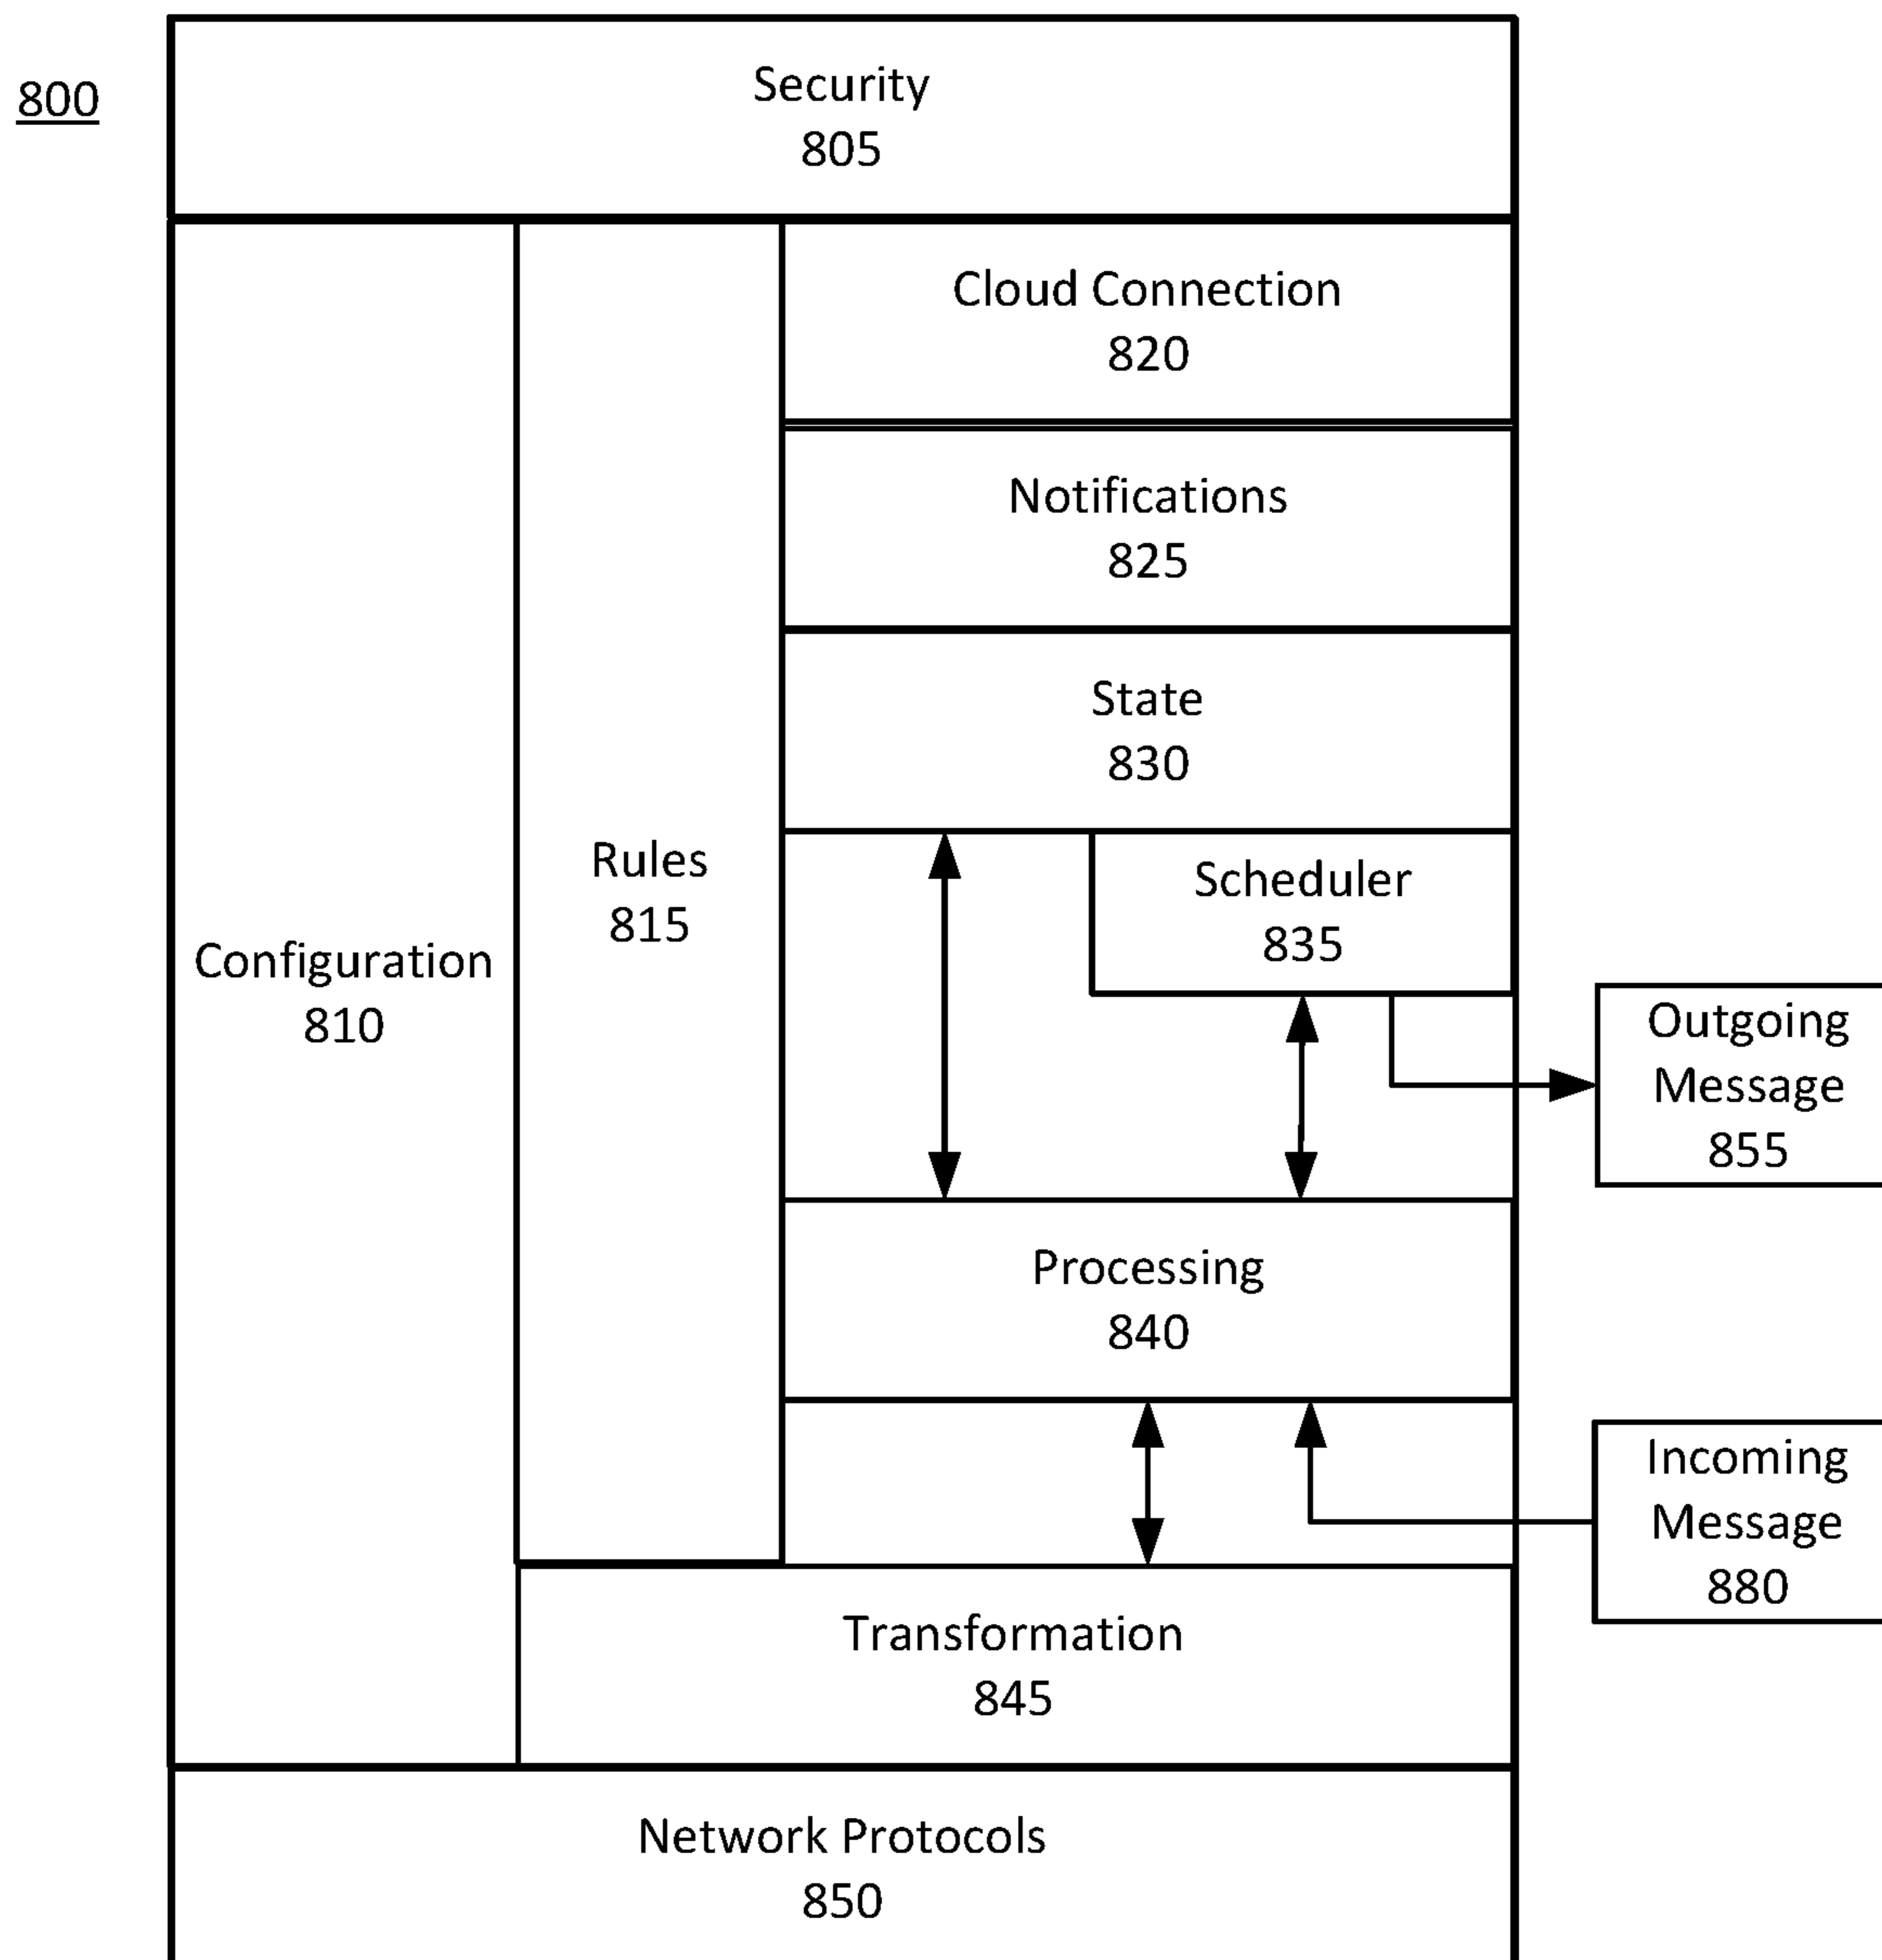 800
Security
805
Cloud Connection
820
Notifications
825
State
830
Rules
815
Scheduler
835
Configuration
810
Outgoing
Message
855
Processing
840
Incoming
Message
880
Transformation
845
Network Protocols
850